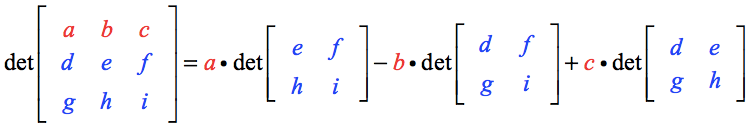 det[a b c; d e f; g h i] = a • det[e f; h i] − b • det[d f; g i] + c • det[d e; g h]